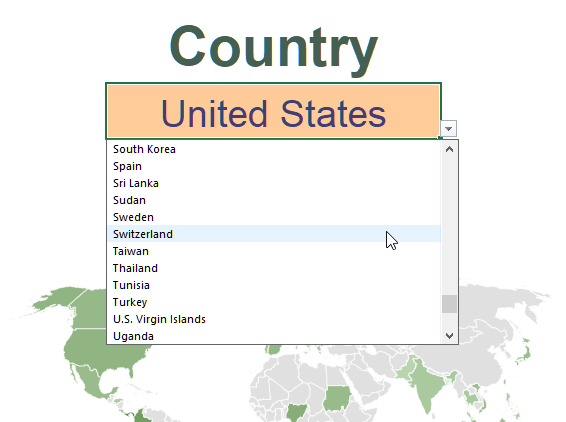 Country
United States
South Korea
Spain
Sri Lanka
Sudan
Sweden
Switzerland
Taiwan
Thailand
Tunisia
Turkey
U.S. Virgin Islands
Uganda